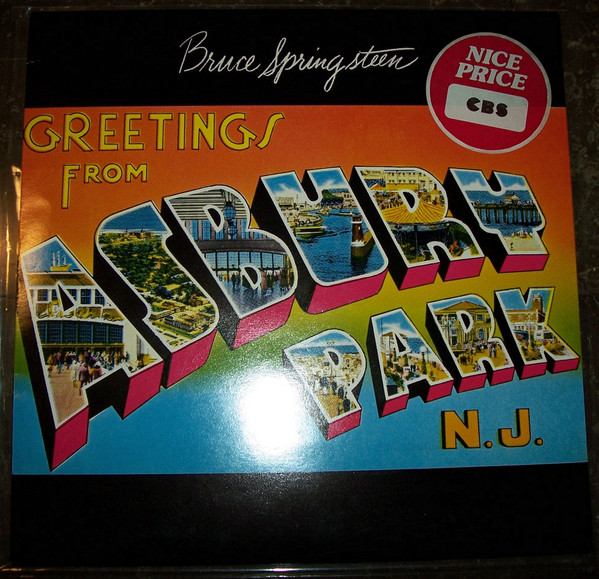 Bruce Springsteen
NICE
PRICE
CBS
GREETINGS
FROM
ASBURY
PARK
N.J.